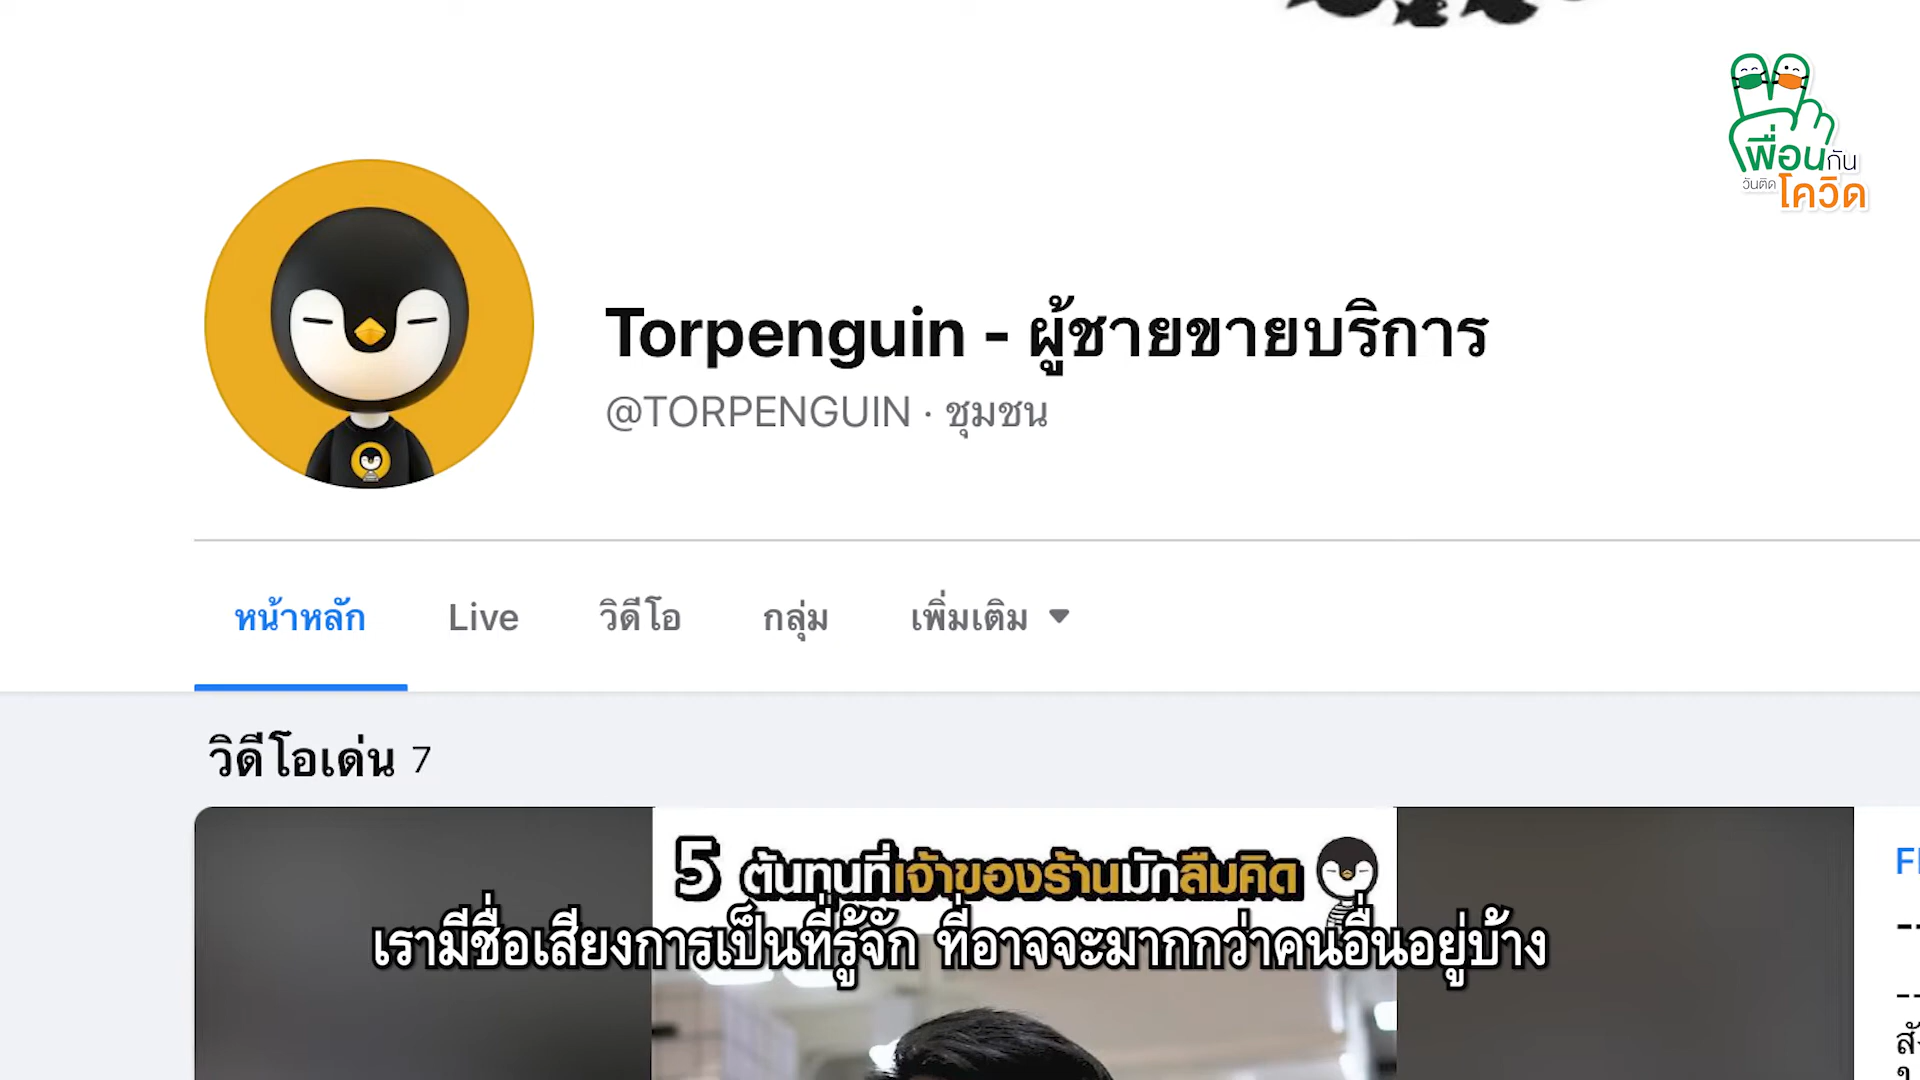 เพื่อนกัน
วันติด โควิด
Torpenguin - ผู้ชายขายบริการ
@TORPENGUIN · ชุมชน
หน้าหลัก Live วิดีโอ กลุ่ม เพิ่มเติม
วิดีโอเด่น 7
5 ต้นทุนที่เจ้าของร้านมักลืมคิด
เรามีชื่อเสียงการเป็นที่รู้จัก ที่อาจจะมากกว่าคนอื่นอยู่บ้าง